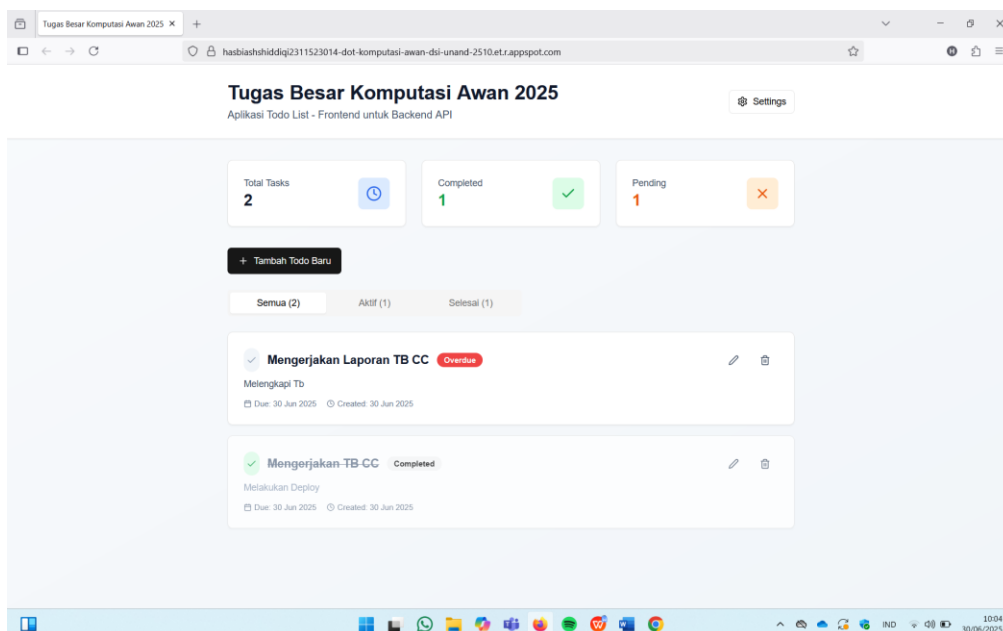 Tugas Besar Komputasi Awan 2025
hasbiashshiddiqi2311523014-dot-komputasi-awan-dsi-unand-2510.et.r.appspot.com
Tugas Besar Komputasi Awan 2025
Aplikasi Todo List - Frontend untuk Backend API
Settings
Total Tasks
2
Completed
1
Pending
1
+ Tambah Todo Baru
Semua (2) Aktif (1) Selesai (1)
Mengerjakan Laporan TB CC Overdue
Melengkapi Tb
Due: 30 Jun 2025 Created: 30 Jun 2025
Mengerjakan TB CC Completed
Melakukan Deploy
Due: 30 Jun 2025 Created: 30 Jun 2025
IND
10:04
30/06/2025